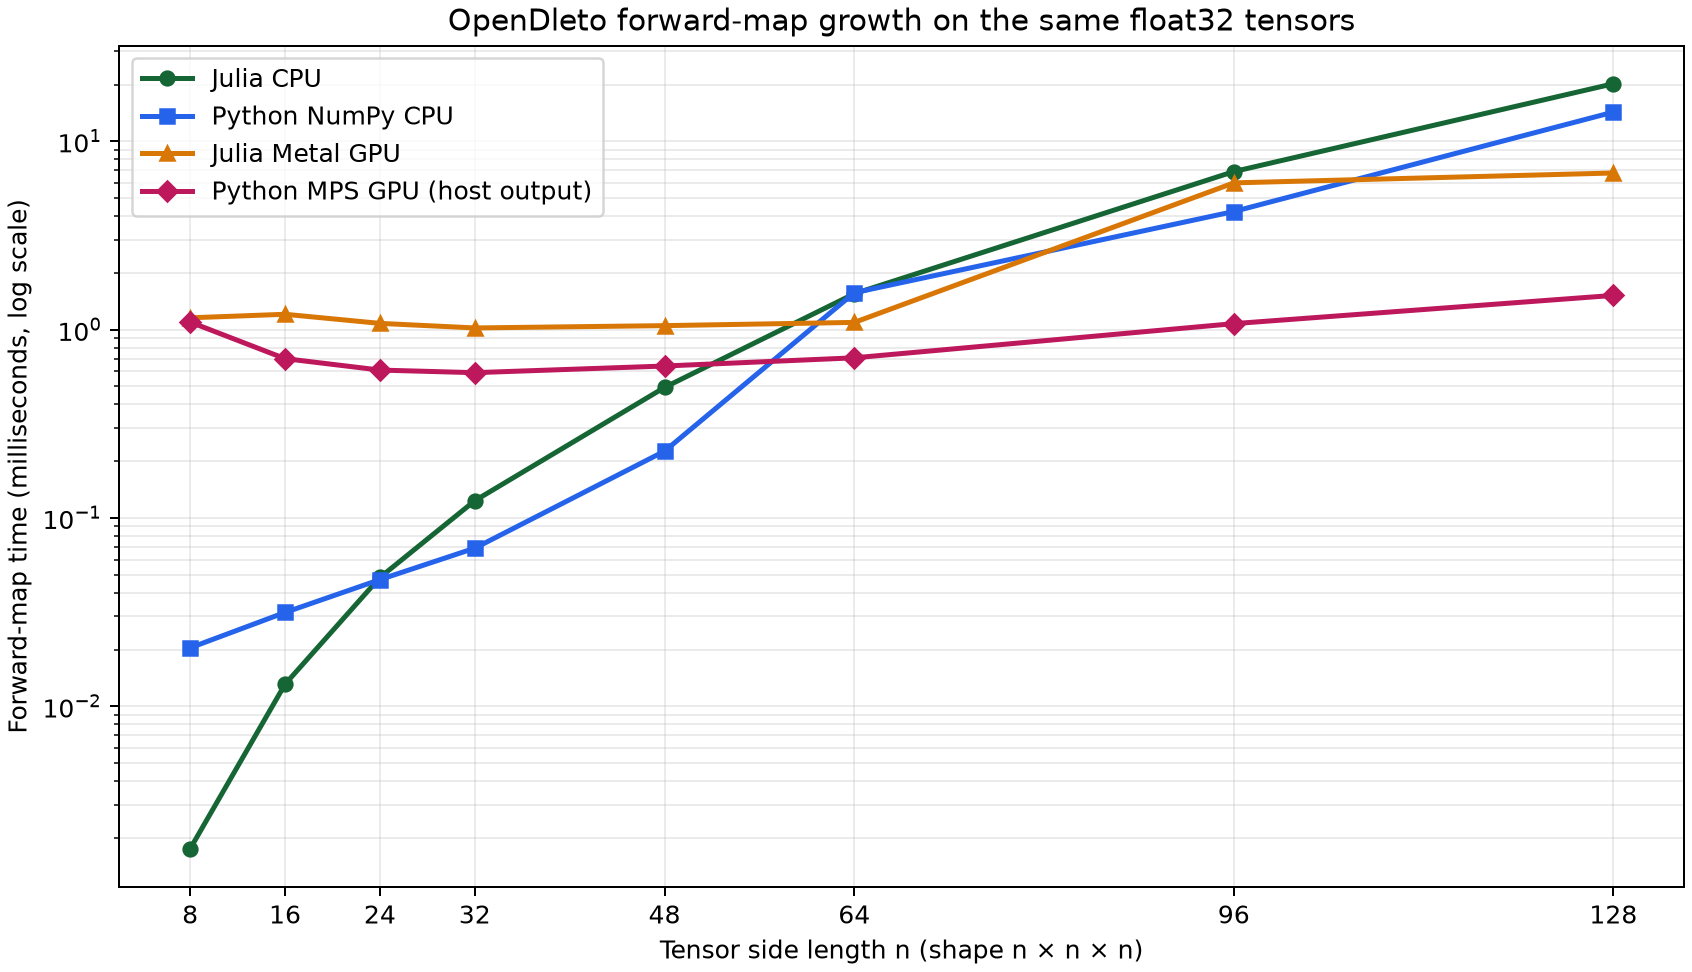 OpenDleto forward-map growth on the same float32 tensors
Julia CPU
Python NumPy CPU
Julia Metal GPU
Python MPS GPU (host output)
Forward-map time (milliseconds, log scale)
10¹
10⁰
10⁻¹
10⁻²
8 16 24 32 48 64 96 128
Tensor side length n (shape n × n × n)